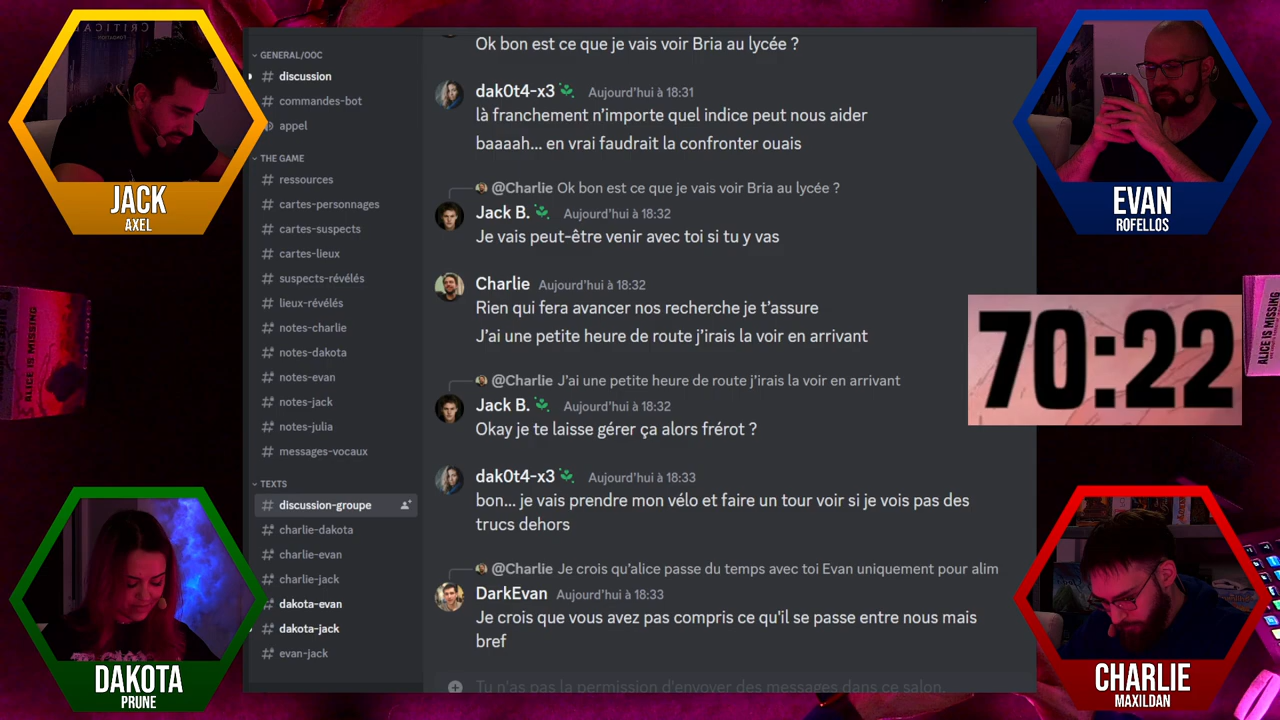 JACK
AXEL
EVAN
ROFELLOS
DAKOTA
PRUNE
CHARLIE
MAXILDAN
70:22
ALICE IS MISSING
ALICE IS MISSING
GENERAL/OOC
discussion
commandes-bot
appel
THE GAME
ressources
cartes-personnages
cartes-suspects
cartes-lieux
suspects-révélés
lieux-révélés
notes-charlie
notes-dakota
notes-evan
notes-jack
notes-julia
messages-vocaux
TEXTS
discussion-groupe
charlie-dakota
charlie-evan
charlie-jack
dakota-evan
dakota-jack
evan-jack
Ok bon est ce que je vais voir Bria au lycée ?
dak0t4-x3 Aujourd'hui à 18:31
là franchement n'importe quel indice peut nous aider
baaaah... en vrai faudrait la confronter ouais
@Charlie Ok bon est ce que je vais voir Bria au lycée ?
Jack B. Aujourd'hui à 18:32
Je vais peut-être venir avec toi si tu y vas
Charlie Aujourd'hui à 18:32
Rien qui fera avancer nos recherche je t'assure
J'ai une petite heure de route j'irais la voir en arrivant
@Charlie J'ai une petite heure de route j'irais la voir en arrivant
Jack B. Aujourd'hui à 18:32
Okay je te laisse gérer ça alors frérot ?
dak0t4-x3 Aujourd'hui à 18:33
bon... je vais prendre mon vélo et faire un tour voir si je vois pas des
trucs dehors
@Charlie Je crois qu'alice passe du temps avec toi Evan uniquement pour alim
DarkEvan Aujourd'hui à 18:33
Je crois que vous avez pas compris ce qu'il se passe entre nous mais
bref
Tu n'as pas la permission d'envoyer des messages dans ce salon.